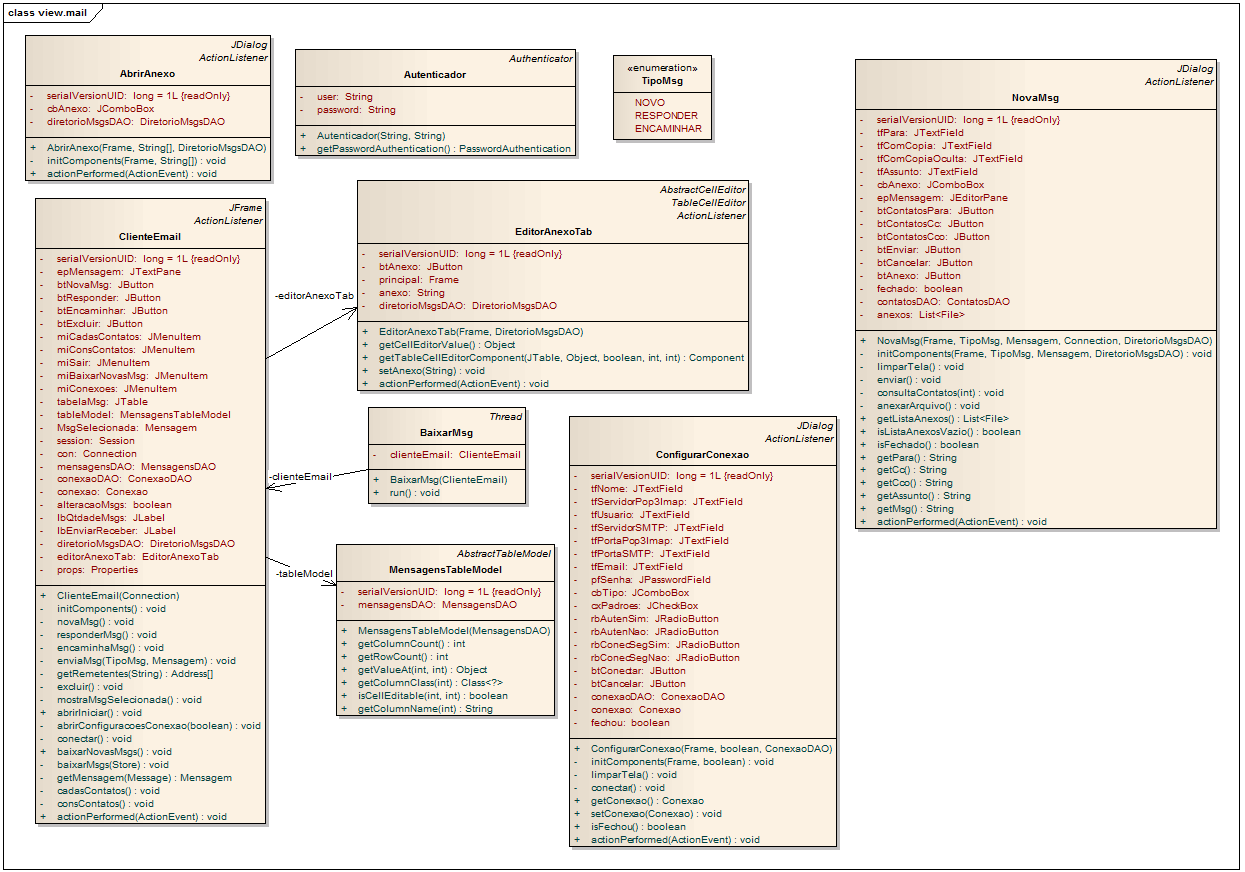 class view.mail
JDialog
ActionListener
AbrirAnexo
- serialVersionUID: long = 1L {readOnly}
- cbAnexo: JComboBox
- diretorioMsgsDAO: DiretorioMsgsDAO
+ AbrirAnexo(Frame, String[], DiretorioMsgsDAO)
- initComponents(Frame, String[]) : void
+ actionPerformed(ActionEvent) : void
Authenticator
Autenticador
- user: String
- password: String
+ Autenticador(String, String)
+ getPasswordAuthentication() : PasswordAuthentication
«enumeration»
TipoMsg
NOVO
RESPONDER
ENCAMINHAR
JDialog
ActionListener
NovaMsg
- serialVersionUID: long = 1L {readOnly}
- tfPara: JTextField
- tfComCopia: JTextField
- tfComCopiaOculta: JTextField
- tfAssunto: JTextField
- cbAnexo: JComboBox
- epMensagem: JEditorPane
- btContatosPara: JButton
- btContatosCc: JButton
- btContatosCco: JButton
- btEnviar: JButton
- btCancelar: JButton
- btAnexo: JButton
- fechado: boolean
- contatosDAO: ContatosDAO
- anexos: List<File>
+ NovaMsg(Frame, TipoMsg, Mensagem, Connection, DiretorioMsgsDAO)
- initComponents(Frame, TipoMsg, Mensagem, DiretorioMsgsDAO) : void
- limparTela() : void
- enviar() : void
- consultaContatos(int) : void
- anexarArquivo() : void
+ getListaAnexos() : List<File>
+ isListaAnexosVazio() : boolean
+ isFechado() : boolean
+ getPara() : String
+ getCc() : String
+ getCco() : String
+ getAssunto() : String
+ getMsg() : String
+ actionPerformed(ActionEvent) : void
JFrame
ActionListener
ClienteEmail
- serialVersionUID: long = 1L {readOnly}
- epMensagem: JTextPane
- btNovaMsg: JButton
- btResponder: JButton
- btEncaminhar: JButton
- btExcluir: JButton
- miCadasContatos: JMenuItem
- miConsContatos: JMenuItem
- miSair: JMenuItem
- miBaixarNovasMsg: JMenuItem
- miConexoes: JMenuItem
- tabelaMsg: JTable
- tableModel: MensagensTableModel
- MsgSelecionada: Mensagem
- session: Session
- con: Connection
- mensagensDAO: MensagensDAO
- conexaoDAO: ConexaoDAO
- conexao: Conexao
- alteracaoMsgs: boolean
- lbQtdadeMsgs: JLabel
- lbEnviarReceber: JLabel
- diretorioMsgsDAO: DiretorioMsgsDAO
- editorAnexoTab: EditorAnexoTab
- props: Properties
+ ClienteEmail(Connection)
- initComponents() : void
- novaMsg() : void
- responderMsg() : void
- encaminhaMsg() : void
- enviaMsg(TipoMsg, Mensagem) : void
- getRemetentes(String) : Address[]
- excluir() : void
- mostraMsgSelecionada() : void
+ abrirIniciar() : void
- abrirConfiguracoesConexao(boolean) : void
- conectar() : void
+ baixarNovasMsgs() : void
- baixarMsgs(Store) : void
- getMensagem(Message) : Mensagem
- cadasContatos() : void
- consContatos() : void
+ actionPerformed(ActionEvent) : void
-editorAnexoTab
AbstractCellEditor
TableCellEditor
ActionListener
EditorAnexoTab
- serialVersionUID: long = 1L {readOnly}
- btAnexo: JButton
- principal: Frame
- anexo: String
- diretorioMsgsDAO: DiretorioMsgsDAO
+ EditorAnexoTab(Frame, DiretorioMsgsDAO)
+ getCellEditorValue() : Object
+ getTableCellEditorComponent(JTable, Object, boolean, int, int) : Component
+ setAnexo(String) : void
+ actionPerformed(ActionEvent) : void
-clienteEmail
Thread
BaixarMsg
- clienteEmail: ClienteEmail
+ BaixarMsg(ClienteEmail)
+ run() : void
-tableModel
AbstractTableModel
MensagensTableModel
- serialVersionUID: long = 1L {readOnly}
- mensagensDAO: MensagensDAO
+ MensagensTableModel(MensagensDAO)
+ getColumnCount() : int
+ getRowCount() : int
+ getValueAt(int, int) : Object
+ getColumnClass(int) : Class<?>
+ isCellEditable(int, int) : boolean
+ getColumnName(int) : String
JDialog
ActionListener
ConfigurarConexao
- serialVersionUID: long = 1L {readOnly}
- tfNome: JTextField
- tfServidorPop3Imap: JTextField
- tfUsuario: JTextField
- tfServidorSMTP: JTextField
- tfPortaPop3Imap: JTextField
- tfPortaSMTP: JTextField
- tfEmail: JTextField
- pfSenha: JPasswordField
- cbTipo: JComboBox
- cxPadroes: JCheckBox
- rbAutenSim: JRadioButton
- rbAutenNao: JRadioButton
- rbConecSegSim: JRadioButton
- rbConecSegNao: JRadioButton
- btConectar: JButton
- btCancelar: JButton
- conexaoDAO: ConexaoDAO
- conexao: Conexao
- fechou: boolean
+ ConfigurarConexao(Frame, boolean, ConexaoDAO)
- initComponents(Frame, boolean) : void
- limparTela() : void
- conectar() : void
+ getConexao() : Conexao
+ setConexao(Conexao) : void
+ isFechou() : boolean
+ actionPerformed(ActionEvent) : void